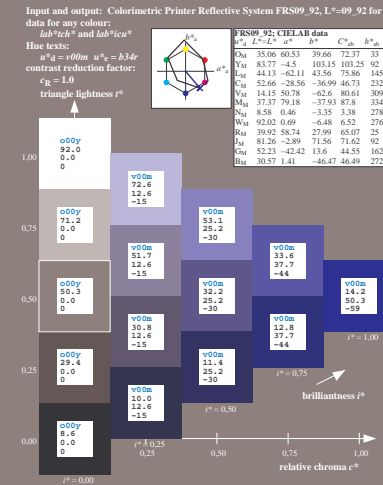 Input and output: Colorimetric Printer Reflective System FRS09_92, L*=09_92 for
data for any colour:
lab*tch* and lab*icu*
Hue texts:
u*d = v00m u*e = b34r
contrast reduction factor:
cR = 1.0
triangle lightness t*
b*a
a*a
FRS09_92; CIELAB data
u*d L*=L*a a* b* C*ab h*ab
OM 35.06 60.53 39.66 72.37 33
YM 83.77 -4.5 103.15 103.25 92
LM 44.13 -62.11 43.56 75.86 145
CM 52.66 -28.56 -36.99 46.73 232
VM 14.15 50.78 -62.6 80.61 309
MM 37.37 79.18 -37.93 87.8 334
NM 8.58 0.46 -3.35 3.38 278
WM 92.02 0.69 -6.48 6.52 276
RM 39.92 58.74 27.99 65.07 25
JM 81.26 -2.89 71.56 71.62 92
GM 52.23 -42.42 13.6 44.55 162
BM 30.57 1.41 -46.47 46.49 272
1,00
o00y
92.0
0.0
0
v00m
72.6
12.6
-15
0,75
o00y
71.2
0.0
0
v00m
53.1
25.2
-30
v00m
51.7
12.6
-15
v00m
33.6
37.7
-44
0,50
o00y
50.3
0.0
0
v00m
32.2
25.2
-30
v00m
14.2
50.3
-59
v00m
30.8
12.6
-15
v00m
12.8
37.7
-44
i* = 1,00
0,25
o00y
29.4
0.0
0
v00m
11.4
25.2
-30
i* = 0,75
v00m
10.0
12.6
-15
brilliantness i*
i* = 0,50
0,00
o00y
8.6
0.0
0
i* = 0,25
0,25
0,50
0,75
1,00
relative chroma c*
i* = 0,00